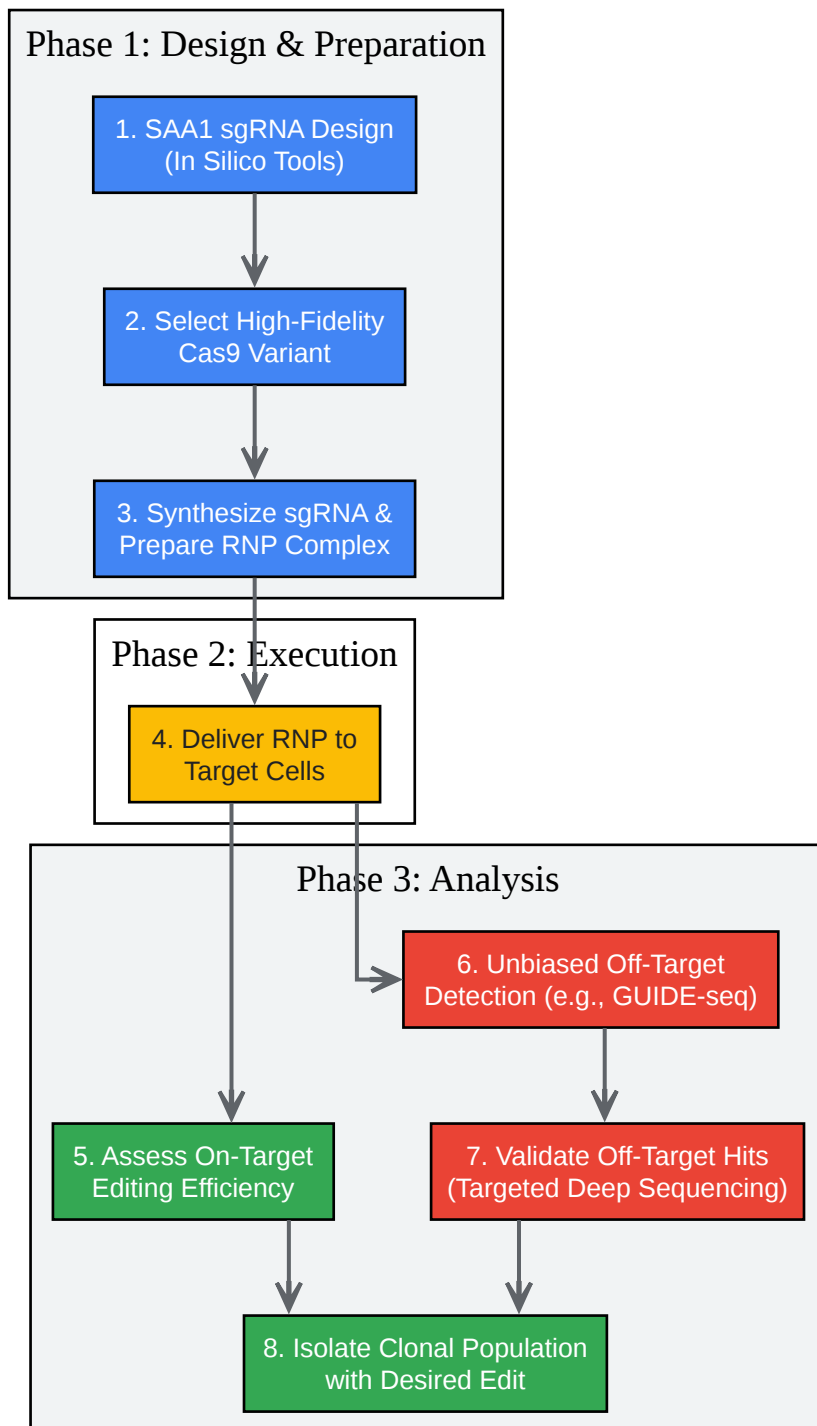 Phase 1: Design & Preparation
1. SAA1 sgRNA Design
(In Silico Tools)
2. Select High-Fidelity
Cas9 Variant
3. Synthesize sgRNA &
Prepare RNP Complex
Phase 2: Execution
4. Deliver RNP to
Target Cells
Phase 3: Analysis
6. Unbiased Off-Target
Detection (e.g., GUIDE-seq)
5. Assess On-Target
Editing Efficiency
7. Validate Off-Target Hits
(Targeted Deep Sequencing)
8. Isolate Clonal Population
with Desired Edit